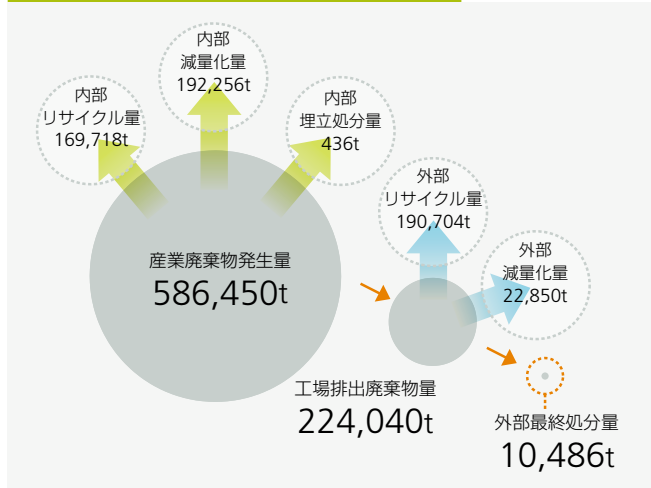 内部
減量化量
192,256t
内部
リサイクル量
169,718t
内部
埋立処分量
436t
外部
リサイクル量
190,704t
産業廃棄物発生量
586,450t
外部
減量化量
22,850t
工場排出廃棄物量
224,040t
外部最終処分量
10,486t